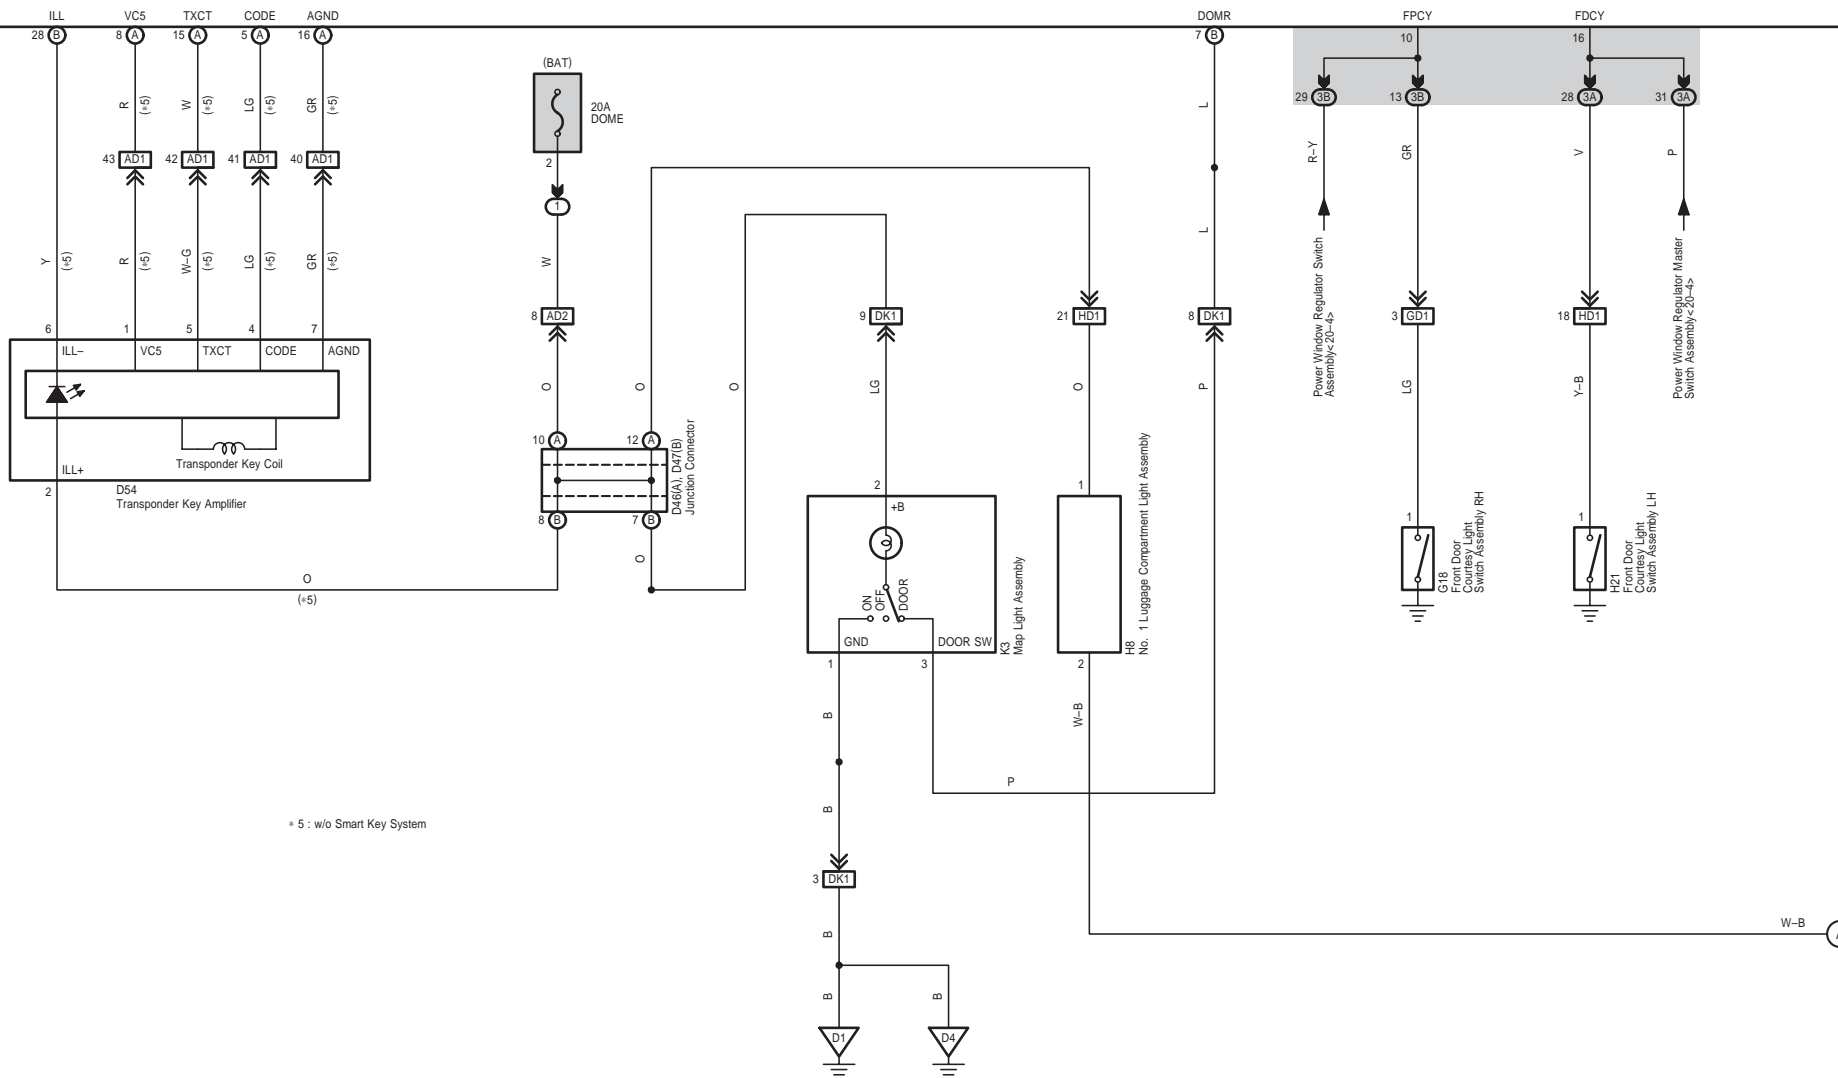 ILL VC5 TXCT CODE AGND DOMR FPCY FDCY
28 B 8 A 15 A 5 A 16 A 7 B 10 16
(BAT)
20A
DOME
2
1
R (∗5) W (∗5) LG (∗5) GR (∗5)
L
29 3B 13 3B 28 3A 31 3A
43 AD1 42 AD1 41 AD1 40 AD1
R–Y GR V P
Y (∗5) R (∗5) W–G (∗5) LG (∗5) GR (∗5) W L
Power Window Regulator Switch
Assembly<20–4>
Power Window Regulator Master
Switch Assembly<20–4>
8 AD2 9 DK1 21 HD1 8 DK1 3 GD1 18 HD1
6 1 5 4 7
ILL– VC5 TXCT CODE AGND
O O O LG O P LG Y–B
10 A 12 A
D46(A), D47(B)
Junction Connector
8 B 7 B
O
Transponder Key Coil
ILL+
2
D54
Transponder Key Amplifier
O
(∗5)
2
+B
ON
OFF
DOOR
GND DOOR SW
K3
Map Light Assembly
1 3
1
H8
No. 1 Luggage Compartment Light Assembly
2
1
G18
Front Door
Courtesy Light
Switch Assembly RH
1
H21
Front Door
Courtesy Light
Switch Assembly LH
B W–B
P
B
∗ 5 : w/o Smart Key System
3 DK1
B
W–B
B B
D1 D4